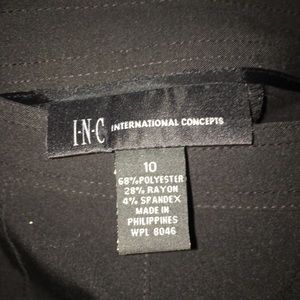 I·N·C INTERNATIONAL CONCEPTS
10
68%POLYESTER
28% RAYON
4% SPANDEX
MADE IN
PHILIPPINES
WPL 8046